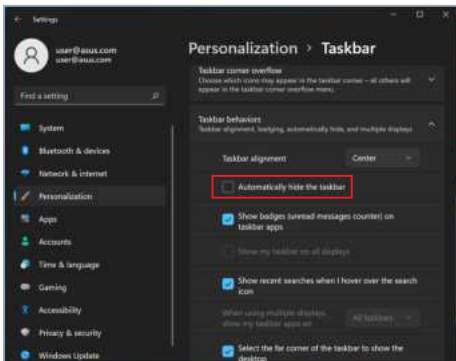 Settings
user@asus.com
user@asus.com
Find a setting
System
Bluetooth & devices
Network & internet
Personalization
Apps
Accounts
Time & language
Gaming
Accessibility
Privacy & security
Windows Update
Personalization > Taskbar
Taskbar corner overflow
Choose which icons may appear in the taskbar corner – all others will
appear in the taskbar corner overflow menu.
Taskbar behaviors
Taskbar alignment, badging, automatically hide, and multiple displays
Taskbar alignment
Center
Automatically hide the taskbar
Show badges (unread messages counter) on
taskbar apps
Show my taskbar on all displays
Show recent searches when I hover over the search
icon
When using multiple displays,
show my taskbar apps on
All taskbars
Select the far corner of the taskbar to show the
desktop